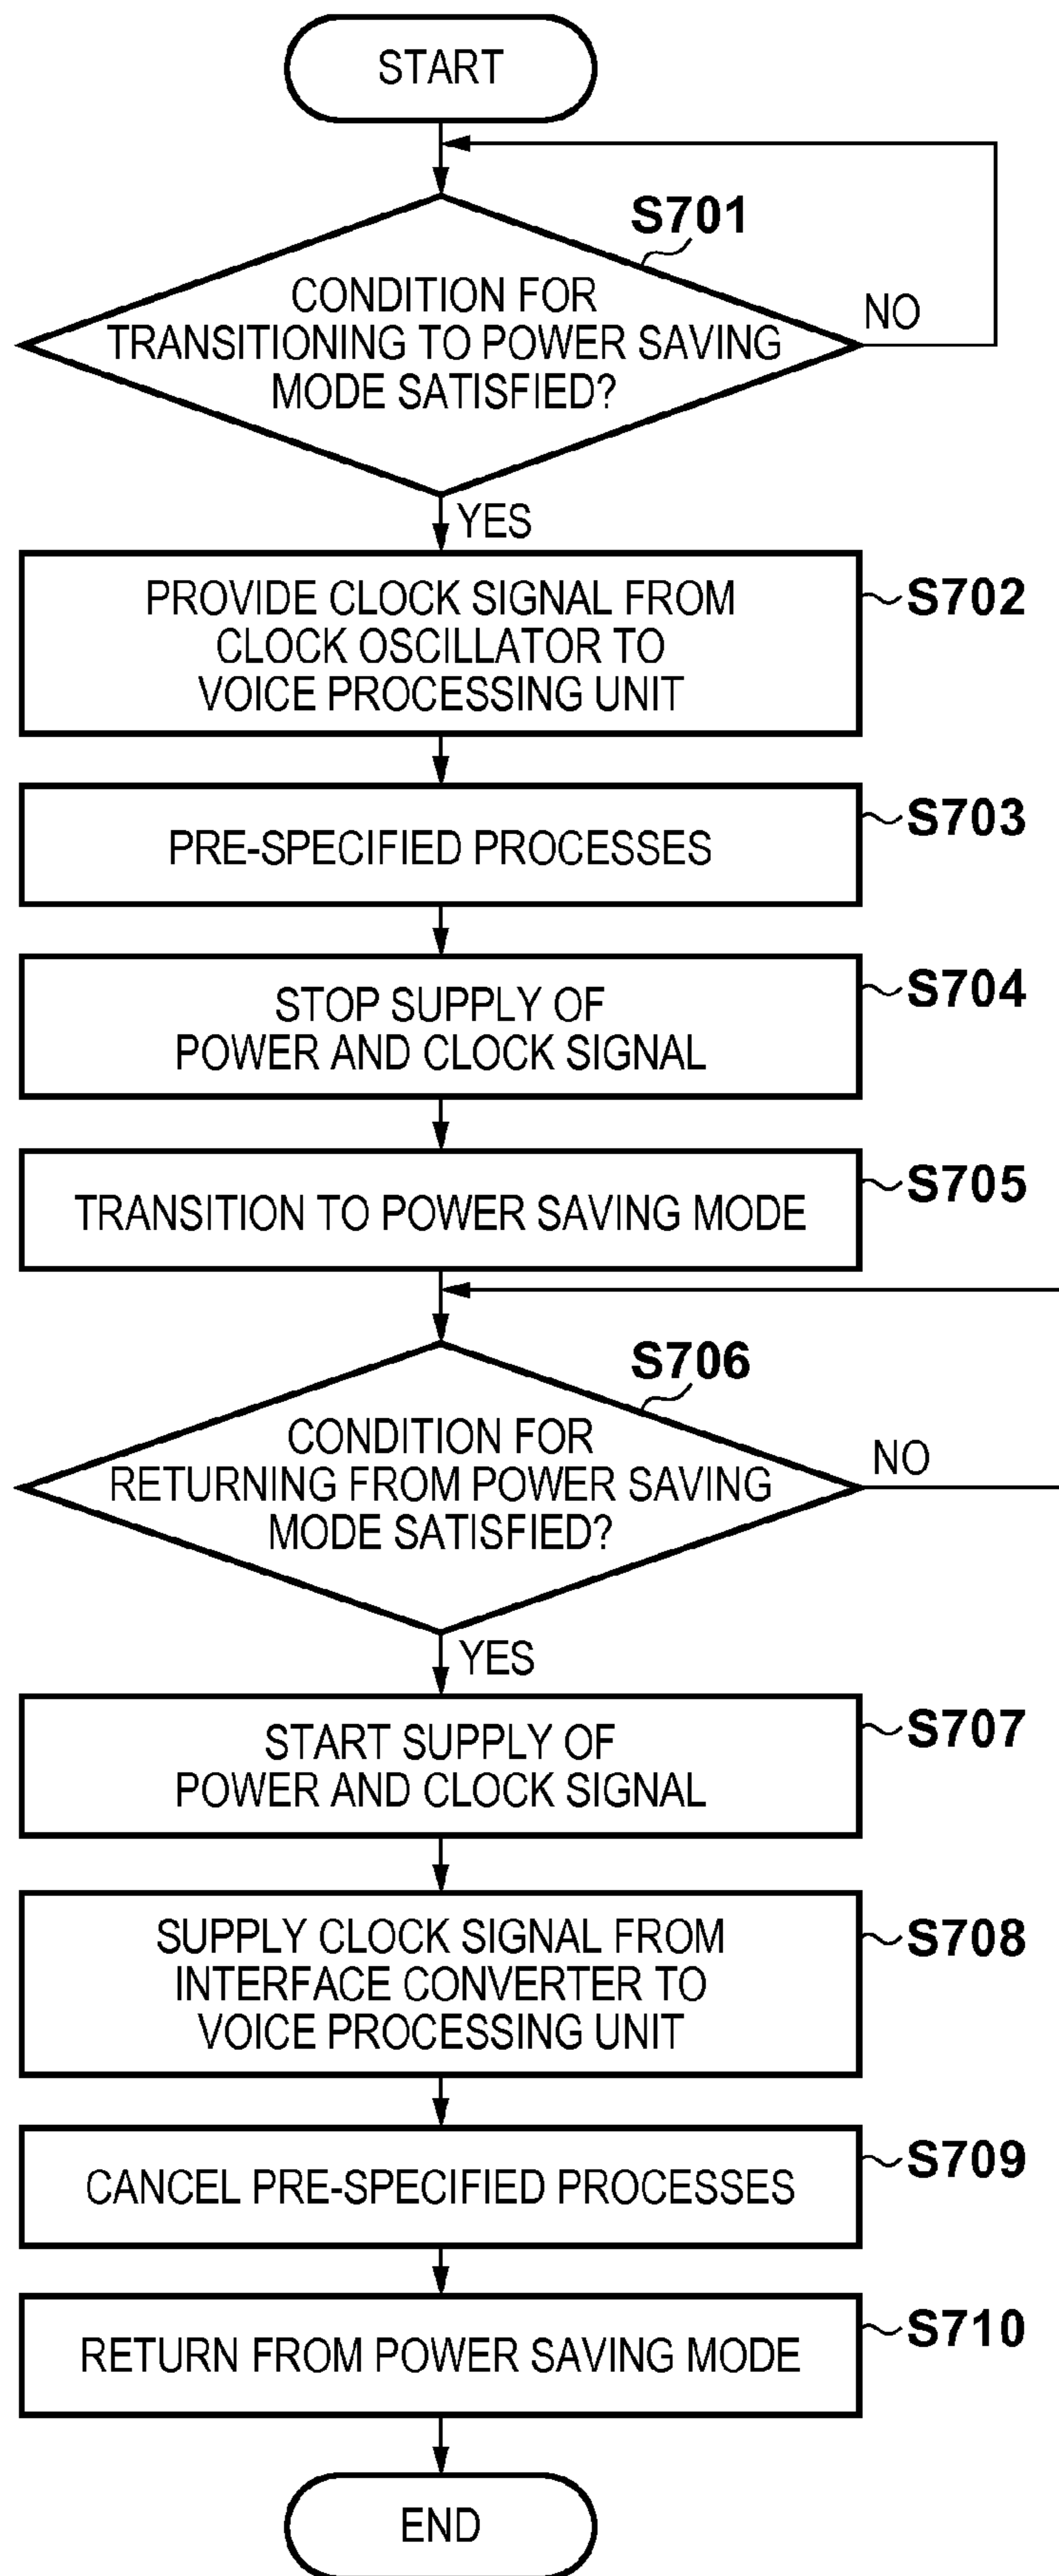 START
S701
CONDITION FOR
TRANSITIONING TO POWER SAVING
MODE SATISFIED?
NO
YES
PROVIDE CLOCK SIGNAL FROM
CLOCK OSCILLATOR TO
VOICE PROCESSING UNIT
S702
PRE-SPECIFIED PROCESSES
S703
STOP SUPPLY OF
POWER AND CLOCK SIGNAL
S704
TRANSITION TO POWER SAVING MODE
S705
S706
CONDITION FOR
RETURNING FROM POWER SAVING
MODE SATISFIED?
NO
YES
START SUPPLY OF
POWER AND CLOCK SIGNAL
S707
SUPPLY CLOCK SIGNAL FROM
INTERFACE CONVERTER TO
VOICE PROCESSING UNIT
S708
CANCEL PRE-SPECIFIED PROCESSES
S709
RETURN FROM POWER SAVING MODE
S710
END